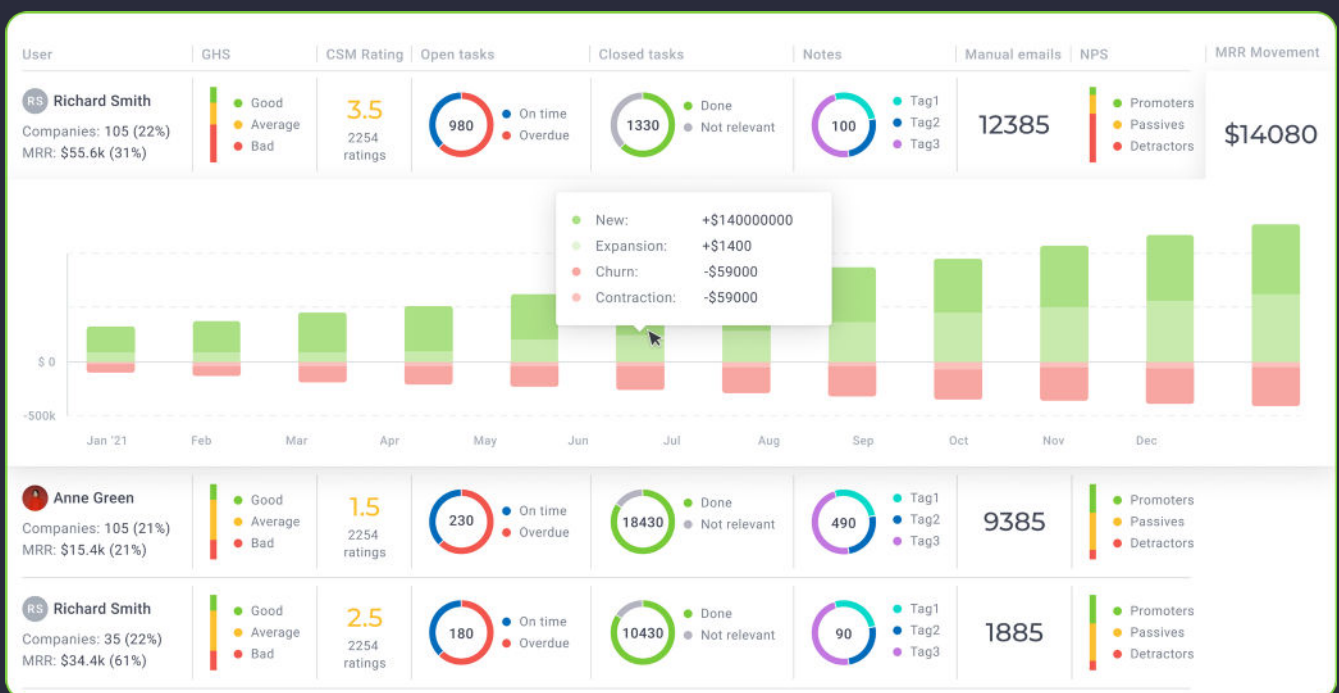 User GHS CSM Rating Open tasks Closed tasks Notes Manual emails NPS MRR Movement
RS Richard Smith
Companies: 105 (22%)
MRR: $55.6k (31%)
Good
Average
Bad
3.5
2254
ratings
980
On time
Overdue
1330
Done
Not relevant
100
Tag1
Tag2
Tag3
12385
Promoters
Passives
Detractors
$14080
New: +$140000000
Expansion: +$1400
Churn: -$59000
Contraction: -$59000
$ 0
-500k
Jan '21 Feb Mar Apr May Jun Jul Aug Sep Oct Nov Dec
Anne Green
Companies: 105 (21%)
MRR: $15.4k (21%)
Good
Average
Bad
1.5
2254
ratings
230
On time
Overdue
18430
Done
Not relevant
490
Tag1
Tag2
Tag3
9385
Promoters
Passives
Detractors
RS Richard Smith
Companies: 35 (22%)
MRR: $34.4k (61%)
Good
Average
Bad
2.5
2254
ratings
180
On time
Overdue
10430
Done
Not relevant
90
Tag1
Tag2
Tag3
1885
Promoters
Passives
Detractors